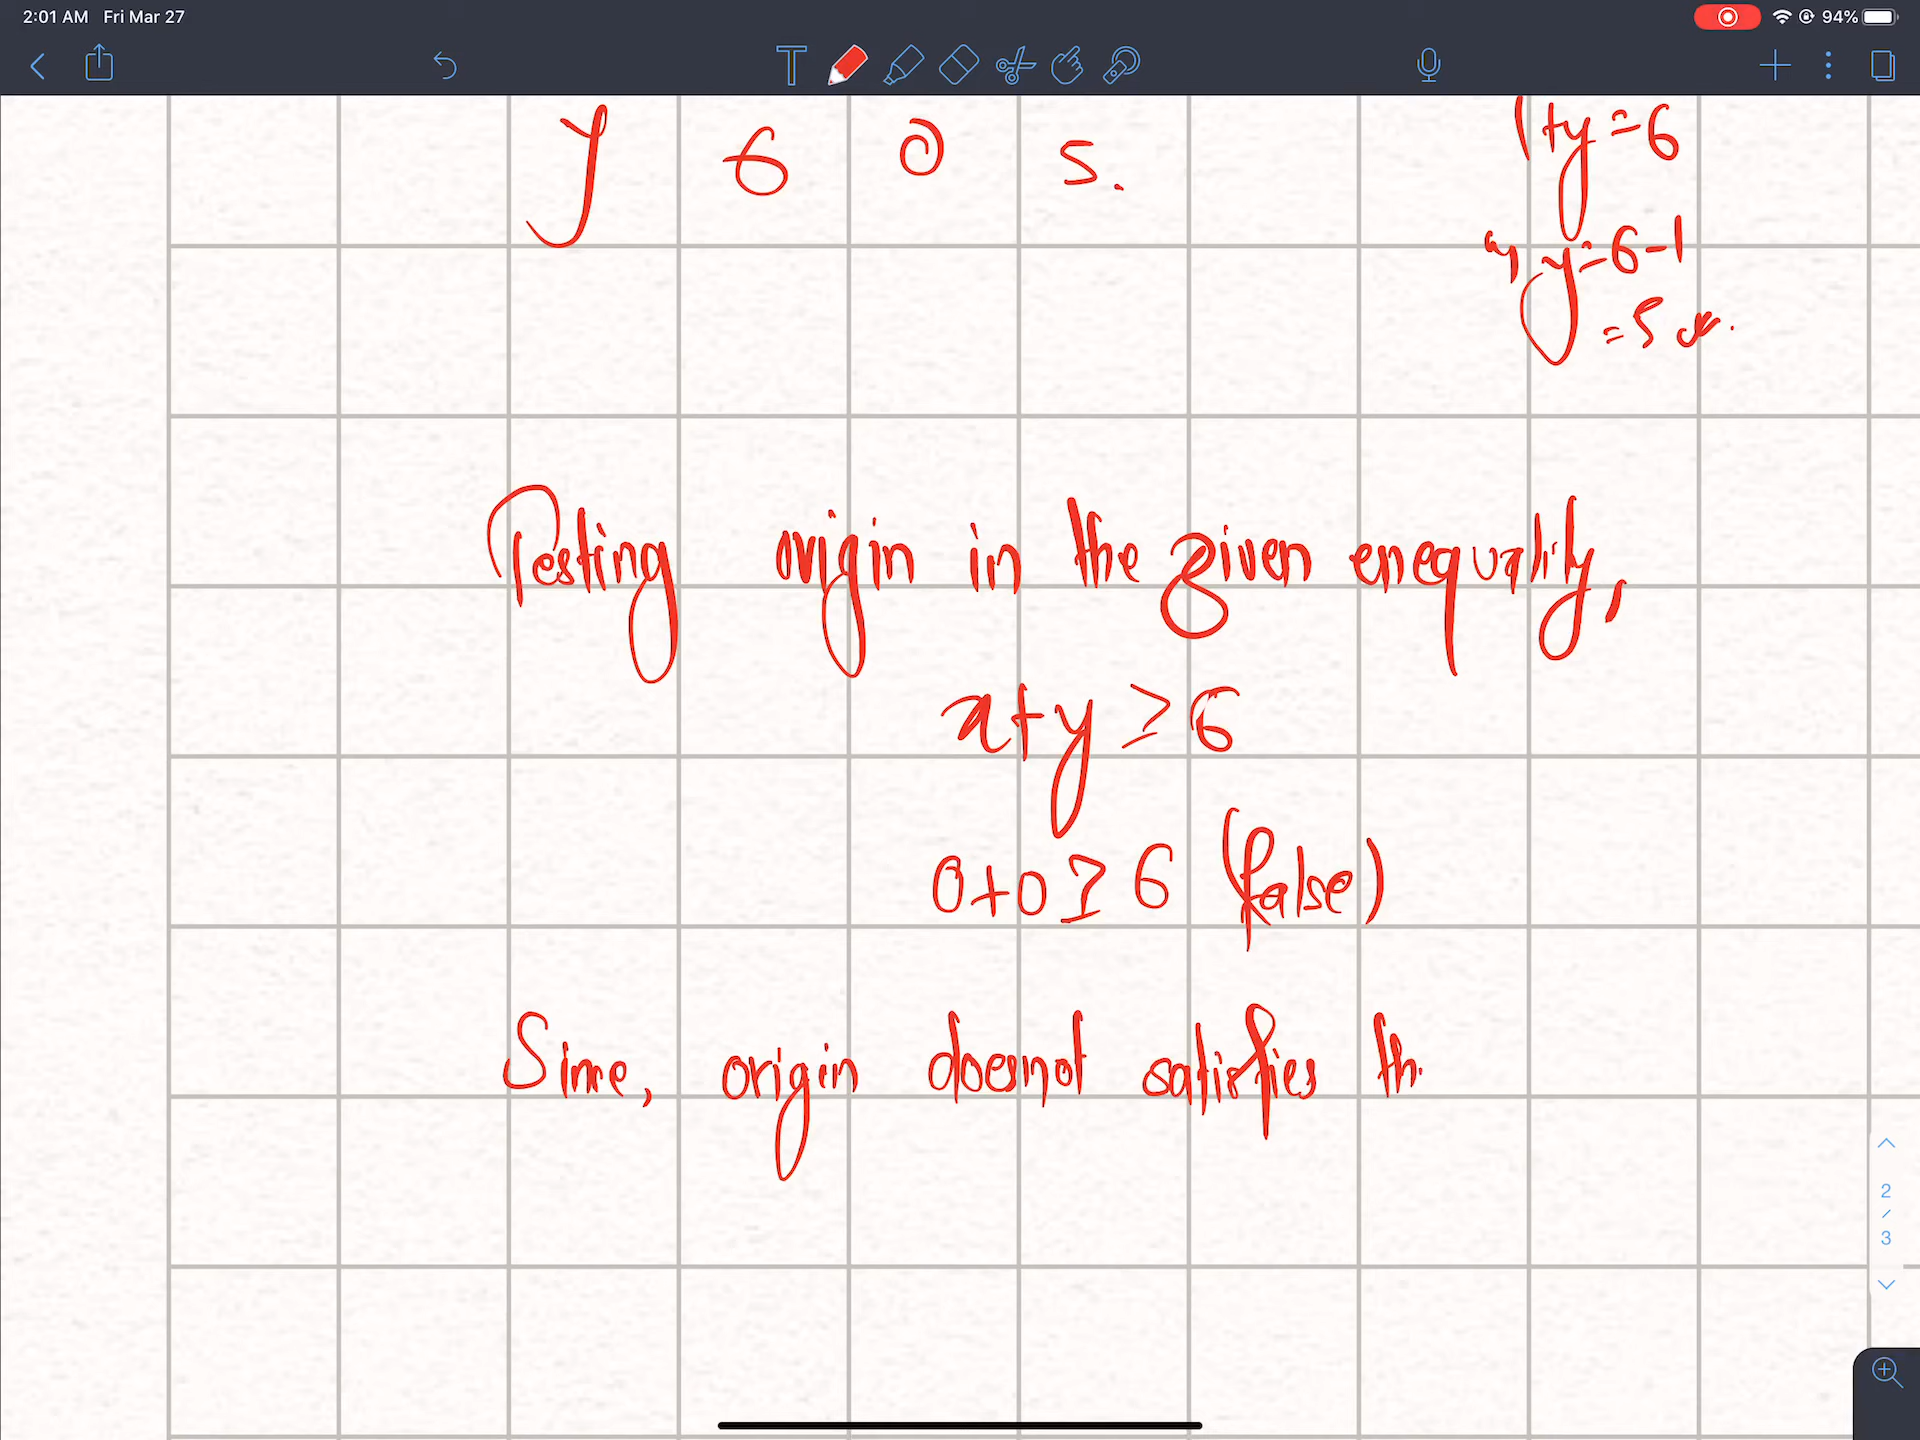 2:01 AM Fri Mar 27
94%
T
y 6 0 5.
1+y=6
y=6-1
=5
Testing origin in the given enequality,
x+y ≥ 6
0+0 ≥ 6 (false)
Since, origin doesnot satisfies th
2
/
3